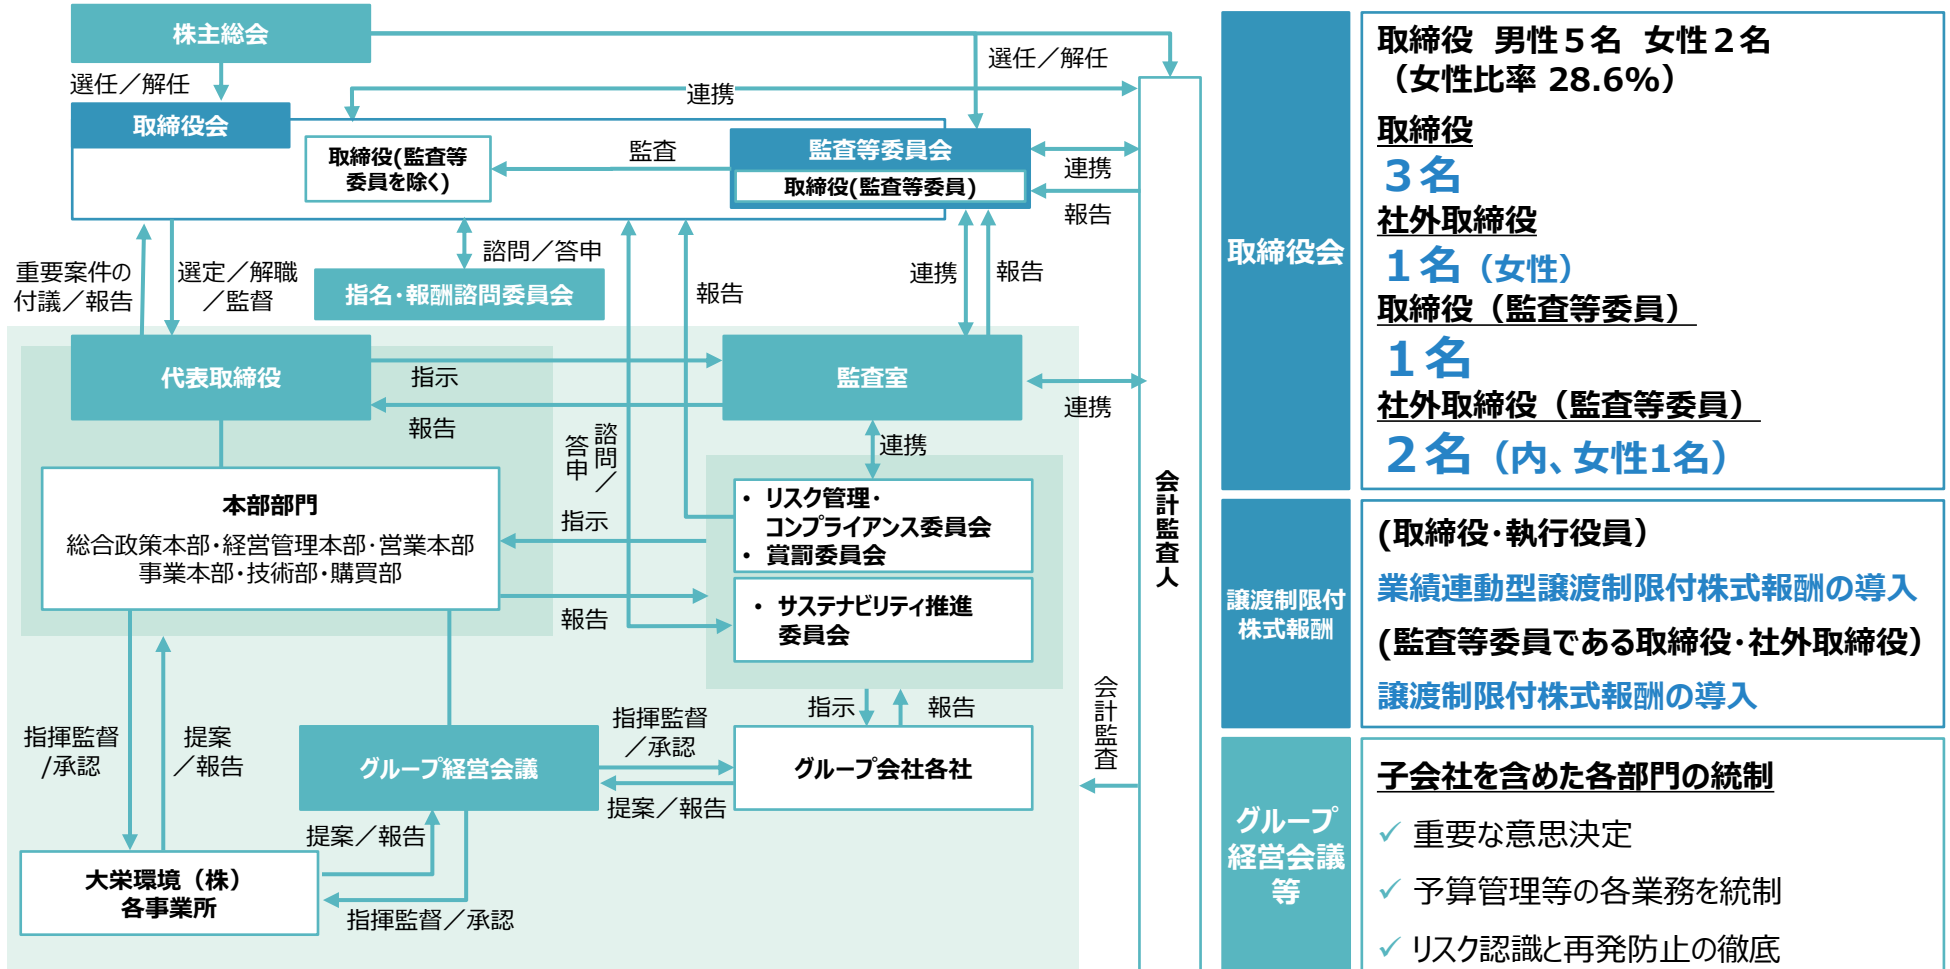 株主総会
選任／解任
選任／解任
連携
取締役会
取締役(監査等
委員を除く)
監査
監査等委員会
取締役(監査等委員)
連携
報告
重要案件の
付議／報告
選定／解職
／監督
諮問／答申
指名・報酬諮問委員会
報告
連携
報告
代表取締役
指示
報告
監査室
連携
諮問／
答申
連携
本部部門
総合政策本部・経営管理本部・営業本部
事業本部・技術部・購買部
指示
報告
・ リスク管理・
コンプライアンス委員会
・ 賞罰委員会
・ サステナビリティ推進
委員会
会計監査人
指示
報告
会計監査
指揮監督
/承認
提案
／報告
グループ経営会議
指揮監督
／承認
提案／報告
グループ会社各社
提案／報告
大栄環境（株）
各事業所
指揮監督／承認
取締役会
取締役 男性５名 女性２名
（女性比率 28.6%）
取締役
３名
社外取締役
１名（女性）
取締役（監査等委員）
１名
社外取締役（監査等委員）
２名（内、女性1名）
譲渡制限付
株式報酬
(取締役・執行役員）
業績連動型譲渡制限付株式報酬の導入
(監査等委員である取締役・社外取締役）
譲渡制限付株式報酬の導入
グループ
経営会議
等
子会社を含めた各部門の統制
✓ 重要な意思決定
✓ 予算管理等の各業務を統制
✓ リスク認識と再発防止の徹底